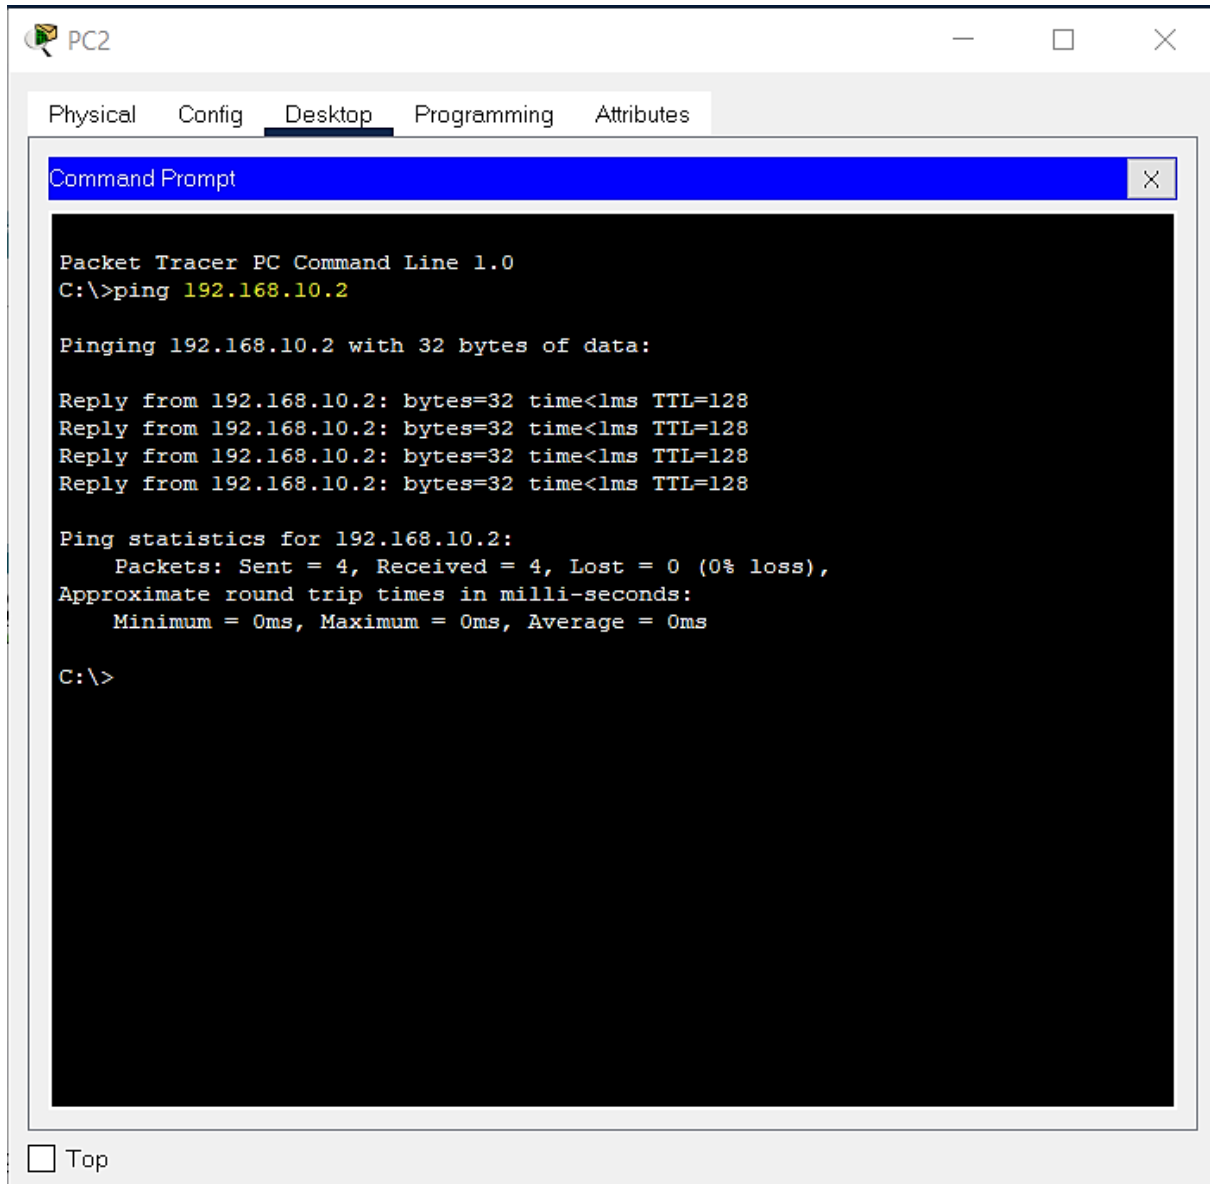 PC2
Physical Config Desktop Programming Attributes
Command Prompt X
Packet Tracer PC Command Line 1.0
C:\>ping 192.168.10.2
Pinging 192.168.10.2 with 32 bytes of data:
Reply from 192.168.10.2: bytes=32 time<1ms TTL=128
Reply from 192.168.10.2: bytes=32 time<1ms TTL=128
Reply from 192.168.10.2: bytes=32 time<1ms TTL=128
Reply from 192.168.10.2: bytes=32 time<1ms TTL=128
Ping statistics for 192.168.10.2:
Packets: Sent = 4, Received = 4, Lost = 0 (0% loss),
Approximate round trip times in milli-seconds:
Minimum = 0ms, Maximum = 0ms, Average = 0ms
C:\>
Top